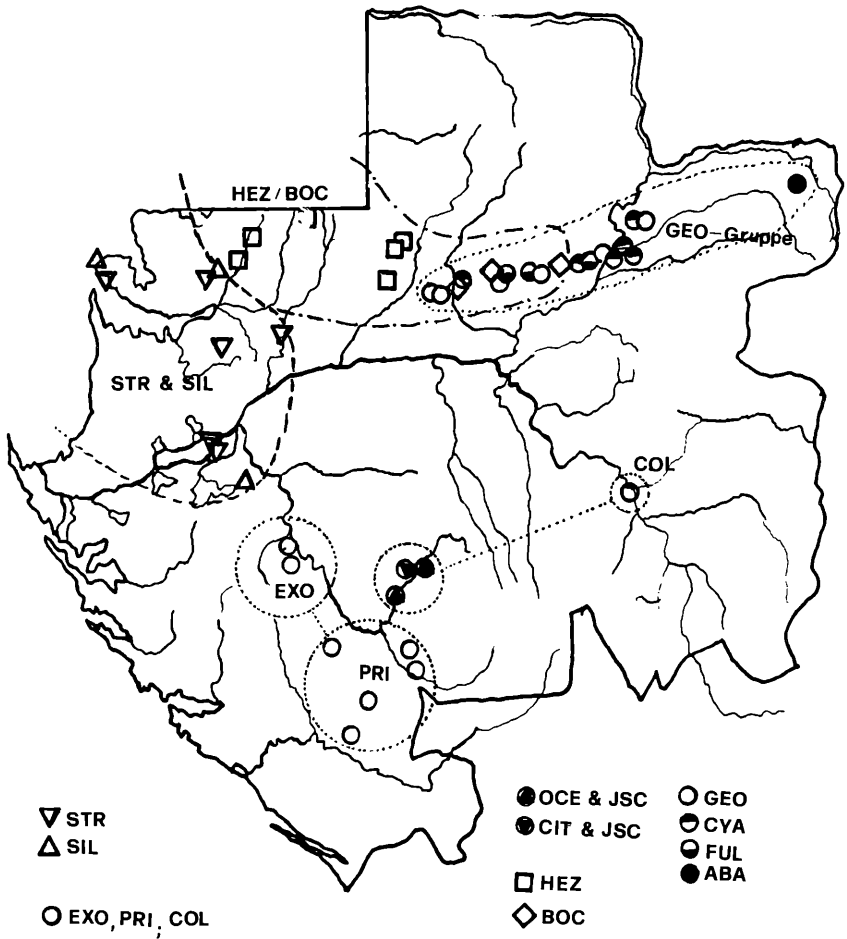 HEZ/BOC
GEO-Gruppe
STR & SIL
COL
EXO
PRI
STR
SIL
EXO, PRI; COL
OCE & JSC
CIT & JSC
HEZ
BOC
GEO
CYA
FUL
ABA